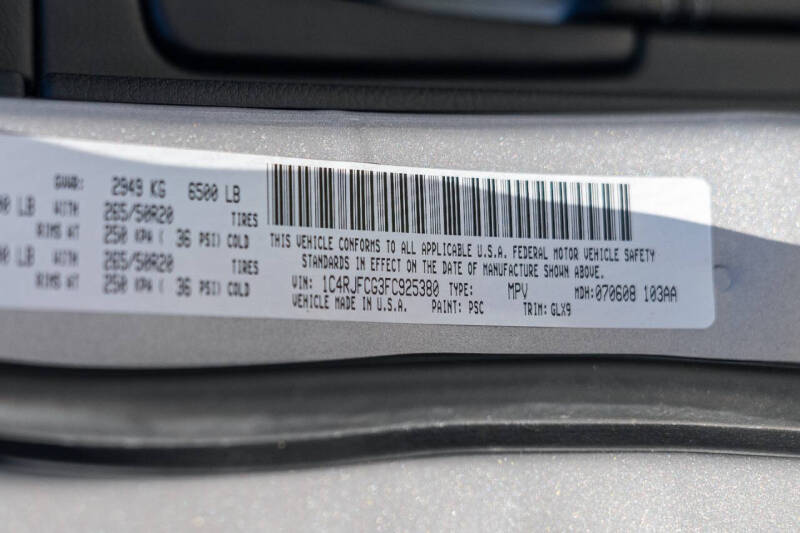 GVWR: 2949 KG 6500 LB
00 LB WITH 265/50R20 TIRES
RIMS AT 250 KPA ( 36 PSI) COLD
00 LB WITH 265/50R20 TIRES
RIMS AT 250 KPA ( 36 PSI) COLD
THIS VEHICLE CONFORMS TO ALL APPLICABLE U.S.A. FEDERAL MOTOR VEHICLE SAFETY
STANDARDS IN EFFECT ON THE DATE OF MANUFACTURE SHOWN ABOVE.
VIN: 1C4RJFCG3FC925380 TYPE: MPV MDH:070608 103AA
VEHICLE MADE IN U.S.A. PAINT: PSC TRIM: GLX9